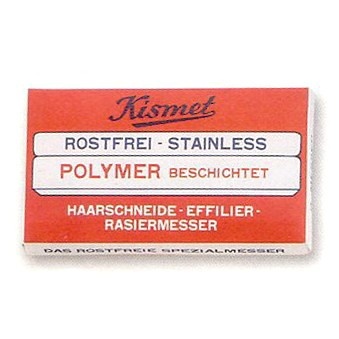 Kismet
ROSTFREI - STAINLESS
POLYMER BESCHICHTET
HAARSCHNEIDE - EFFILIER -
RASIERMESSER
DAS ROSTFREIE SPEZIALMESSER